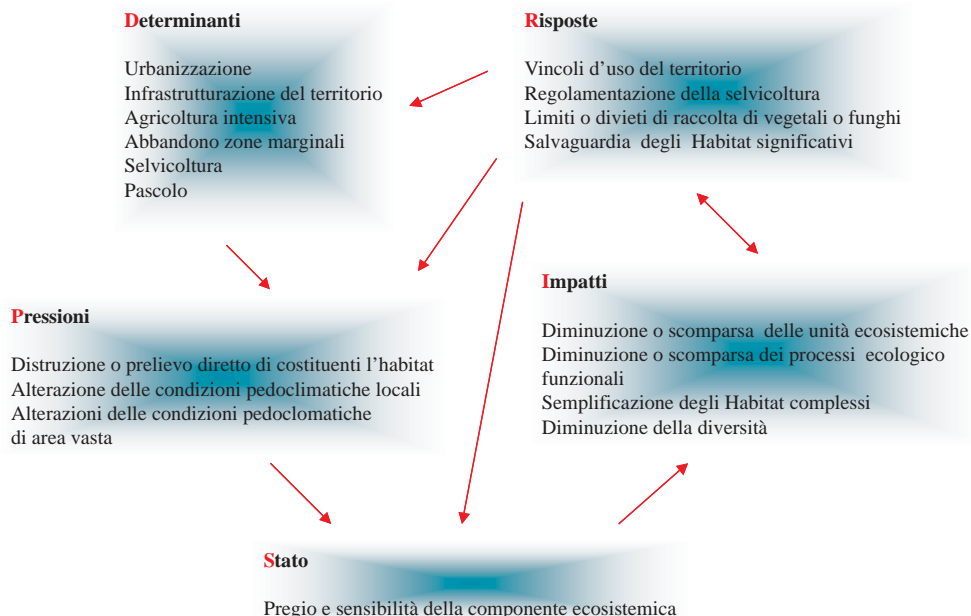 Determinanti
Urbanizzazione
Infrastrutturazione del territorio
Agricoltura intensiva
Abbandono zone marginali
Selvicoltura
Pascolo
Risposte
Vincoli d'uso del territorio
Regolamentazione della selvicoltura
Limiti o divieti di raccolta di vegetali o funghi
Salvaguardia degli Habitat significativi
Pressioni
Distruzione o prelievo diretto di costituenti l'habitat
Alterazione delle condizioni pedoclimatiche locali
Alterazioni delle condizioni pedoclomatiche
di area vasta
Impatti
Diminuzione o scomparsa delle unità ecosistemiche
Diminuzione o scomparsa dei processi ecologico
funzionali
Semplificazione degli Habitat complessi
Diminuzione della diversità
Stato
Pregio e sensibilità della componente ecosistemica